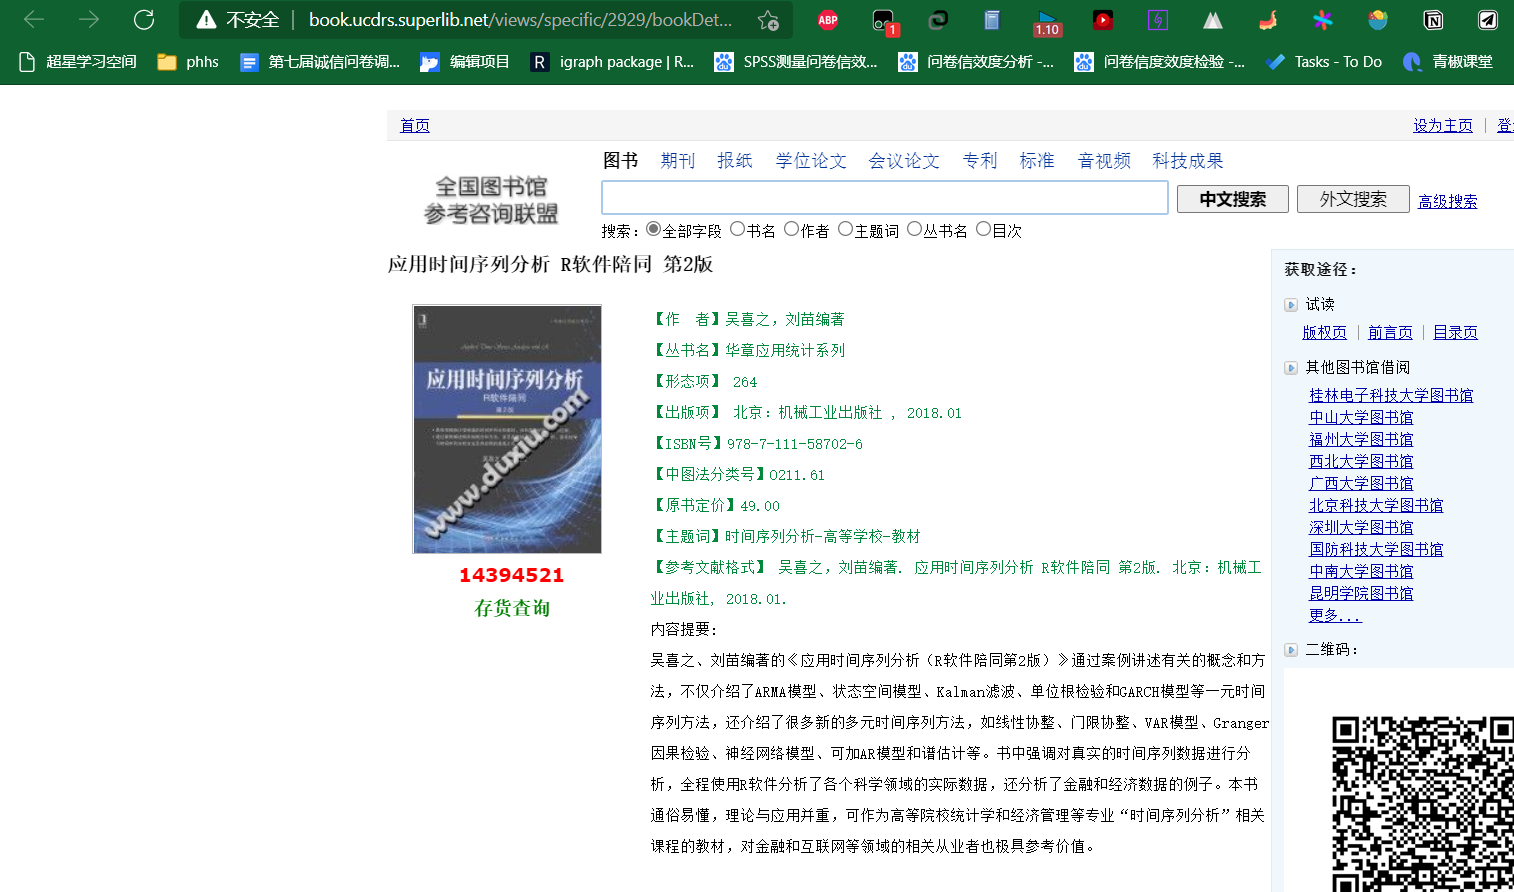 不安全 | book.ucdrs.superlib.net/views/specific/2929/bookDet...
ABP
1
1.10
超星学习空间 phhs 第七届诚信问卷调... 编辑项目 R igraph package | R... SPSS测量问卷信效... 问卷信效度分析 -... 问卷信度效度检验 -... Tasks - To Do 青椒课堂
首页 设为主页 | 登
图书 期刊 报纸 学位论文 会议论文 专利 标准 音视频 科技成果
全国图书馆
参考咨询联盟
中文搜索 外文搜索 高级搜索
搜索：全部字段 书名 作者 主题词 丛书名 目次
应用时间序列分析 R软件陪同 第2版
应用时间序列分析
R软件陪同
第2版
www.duxiu.com
14394521
存货查询
【作　者】吴喜之，刘苗编著
【丛书名】华章应用统计系列
【形态项】 264
【出版项】 北京：机械工业出版社 , 2018.01
【ISBN号】978-7-111-58702-6
【中图法分类号】O211.61
【原书定价】49.00
【主题词】时间序列分析-高等学校-教材
【参考文献格式】 吴喜之，刘苗编著. 应用时间序列分析 R软件陪同 第2版. 北京：机械工
业出版社, 2018.01.
内容提要:
吴喜之、刘苗编著的《应用时间序列分析（R软件陪同第2版）》通过案例讲述有关的概念和方
法，不仅介绍了ARMA模型、状态空间模型、Kalman滤波、单位根检验和GARCH模型等一元时间
序列方法，还介绍了很多新的多元时间序列方法，如线性协整、门限协整、VAR模型、Granger
因果检验、神经网络模型、可加AR模型和谱估计等。书中强调对真实的时间序列数据进行分
析，全程使用R软件分析了各个科学领域的实际数据，还分析了金融和经济数据的例子。本书
通俗易懂，理论与应用并重，可作为高等院校统计学和经济管理等专业“时间序列分析”相关
课程的教材，对金融和互联网等领域的相关从业者也极具参考价值。
获取途径：
试读
版权页 | 前言页 | 目录页
其他图书馆借阅
桂林电子科技大学图书馆
中山大学图书馆
福州大学图书馆
西北大学图书馆
广西大学图书馆
北京科技大学图书馆
深圳大学图书馆
国防科技大学图书馆
中南大学图书馆
昆明学院图书馆
更多...
二维码：